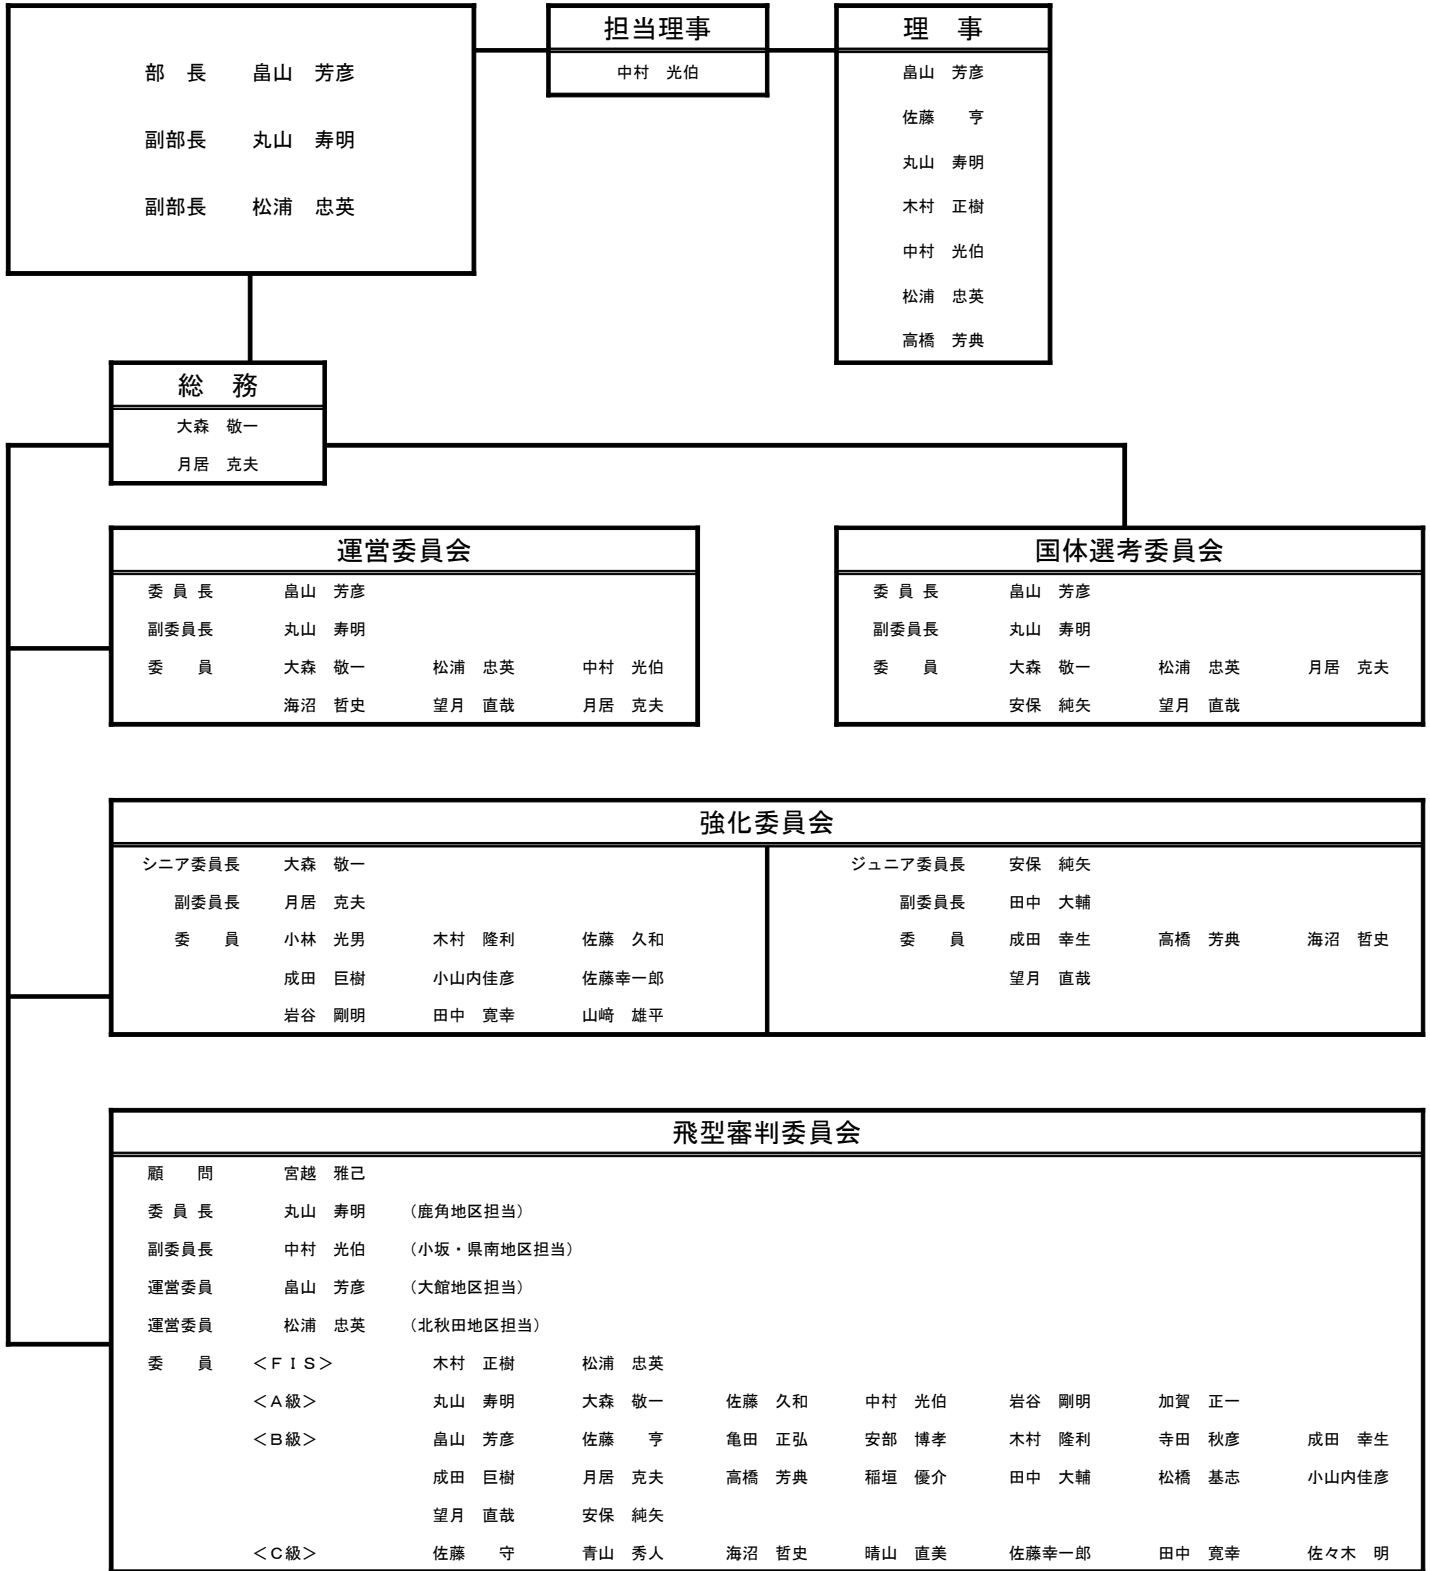 部　長　　畠山　芳彦
副部長　　丸山　寿明
副部長　　松浦　忠英
担当理事
中村　光伯
理　事
畠山　芳彦
佐藤　　亨
丸山　寿明
木村　正樹
中村　光伯
松浦　忠英
高橋　芳典
総　務
大森　敬一
月居　克夫
運営委員会
委 員 長　　畠山　芳彦
副委員長　　丸山　寿明
委　　員　　大森　敬一　　松浦　忠英　　中村　光伯
海沼　哲史　　望月　直哉　　月居　克夫
国体選考委員会
委 員 長　　畠山　芳彦
副委員長　　丸山　寿明
委　　員　　大森　敬一　　松浦　忠英　　月居　克夫
安保　純矢　　望月　直哉
強化委員会
シニア委員長　　大森　敬一
副委員長　　月居　克夫
委　　員　　小林　光男　　木村　隆利　　佐藤　久和
成田　巨樹　　小山内佳彦　　佐藤幸一郎
岩谷　剛明　　田中　寛幸　　山﨑　雄平
ジュニア委員長　　安保　純矢
副委員長　　田中　大輔
委　　員　　成田　幸生　　高橋　芳典　　海沼　哲史
望月　直哉
飛型審判委員会
顧　　問　　宮越　雅己
委 員 長　　丸山　寿明　　（鹿角地区担当）
副委員長　　中村　光伯　　（小坂・県南地区担当）
運営委員　　畠山　芳彦　　（大館地区担当）
運営委員　　松浦　忠英　　（北秋田地区担当）
委　　員　　＜ＦＩＳ＞　　木村　正樹　　松浦　忠英
＜Ａ級＞　　丸山　寿明　　大森　敬一　　佐藤　久和　　中村　光伯　　岩谷　剛明　　加賀　正一
＜Ｂ級＞　　畠山　芳彦　　佐藤　　亨　　亀田　正弘　　安部　博孝　　木村　隆利　　寺田　秋彦　　成田　幸生
成田　巨樹　　月居　克夫　　高橋　芳典　　稲垣　優介　　田中　大輔　　松橋　基志　　小山内佳彦
望月　直哉　　安保　純矢
＜Ｃ級＞　　佐藤　　守　　青山　秀人　　海沼　哲史　　晴山　直美　　佐藤幸一郎　　田中　寛幸　　佐々木　明